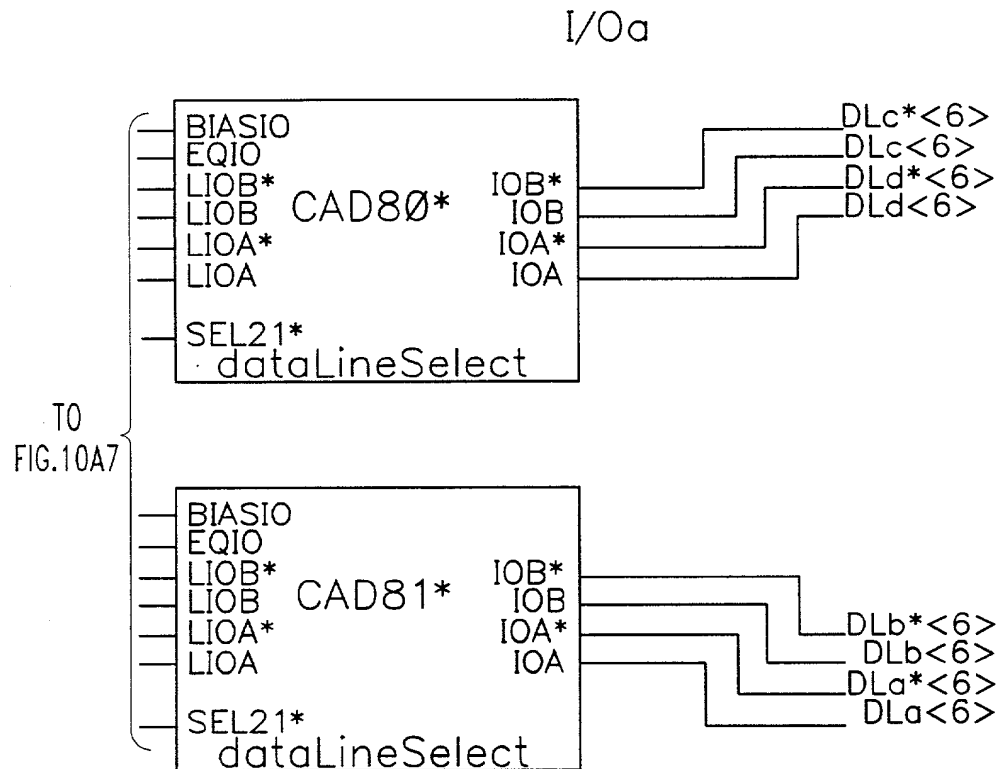 I/Oa
BIASIO
EQIO
LIOB*
LIOB
LIOA*
LIOA
SEL21*
CAD80*
dataLineSelect
IOB*
IOB
IOA*
IOA
DLc*<6>
DLc<6>
DLd*<6>
DLd<6>
TO
FIG.10A7
BIASIO
EQIO
LIOB*
LIOB
LIOA*
LIOA
SEL21*
CAD81*
dataLineSelect
IOB*
IOB
IOA*
IOA
DLb*<6>
DLb<6>
DLa*<6>
DLa<6>